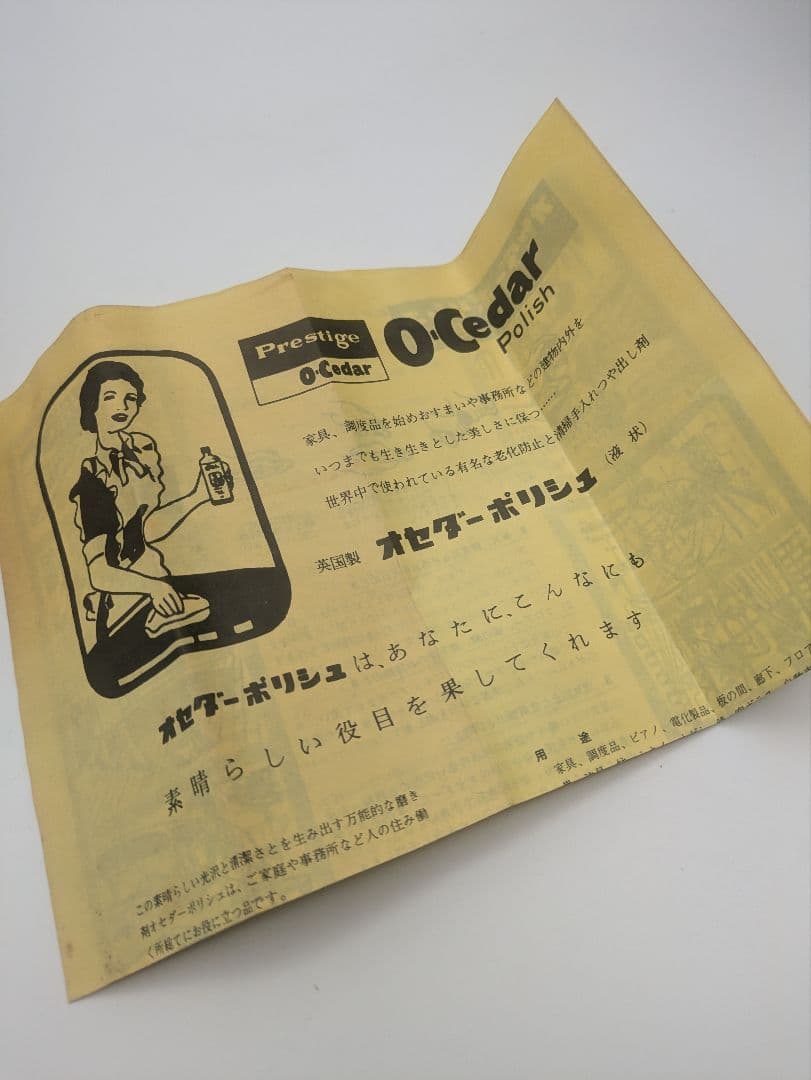 Prestige
O-Cedar
O-Cedar
Polish
家具、調度品を始めおすまいや事務所などの建物内外を
いつまでも生き生きとした美しさに保つ……
世界中で使われている有名な老化防止と清掃手入れつや出し剤
英国製 オセダーポリシュ (液状)
オセダーポリシュは、あなたに、こんなにも
素晴らしい役目を果してくれます
この素晴らしい光沢と清潔さとを生み出す万能的な磨き
剤オセダーポリシュは、ご家庭や事務所など人の住み働
く所総てにお役に立つ品です。
用途
家具、調度品、ピアノ、電化製品、板の間、廊下、フロア